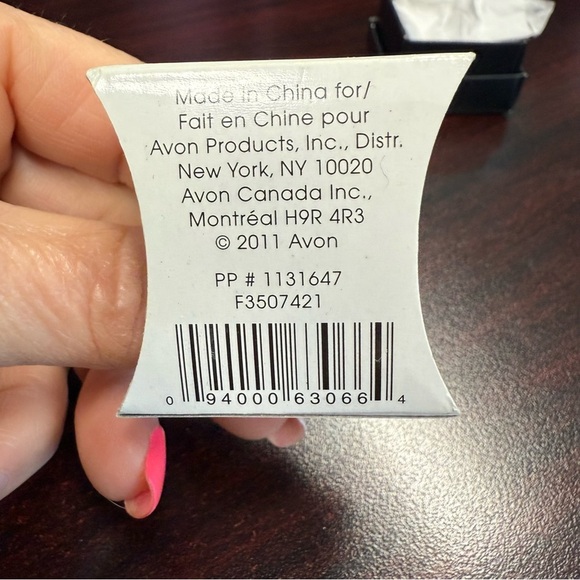 Made in China for/
Fait en Chine pour
Avon Products, Inc., Distr.
New York, NY 10020
Avon Canada Inc.,
Montréal H9R 4R3
© 2011 Avon
PP # 1131647
F3507421
0 94000 63066 4